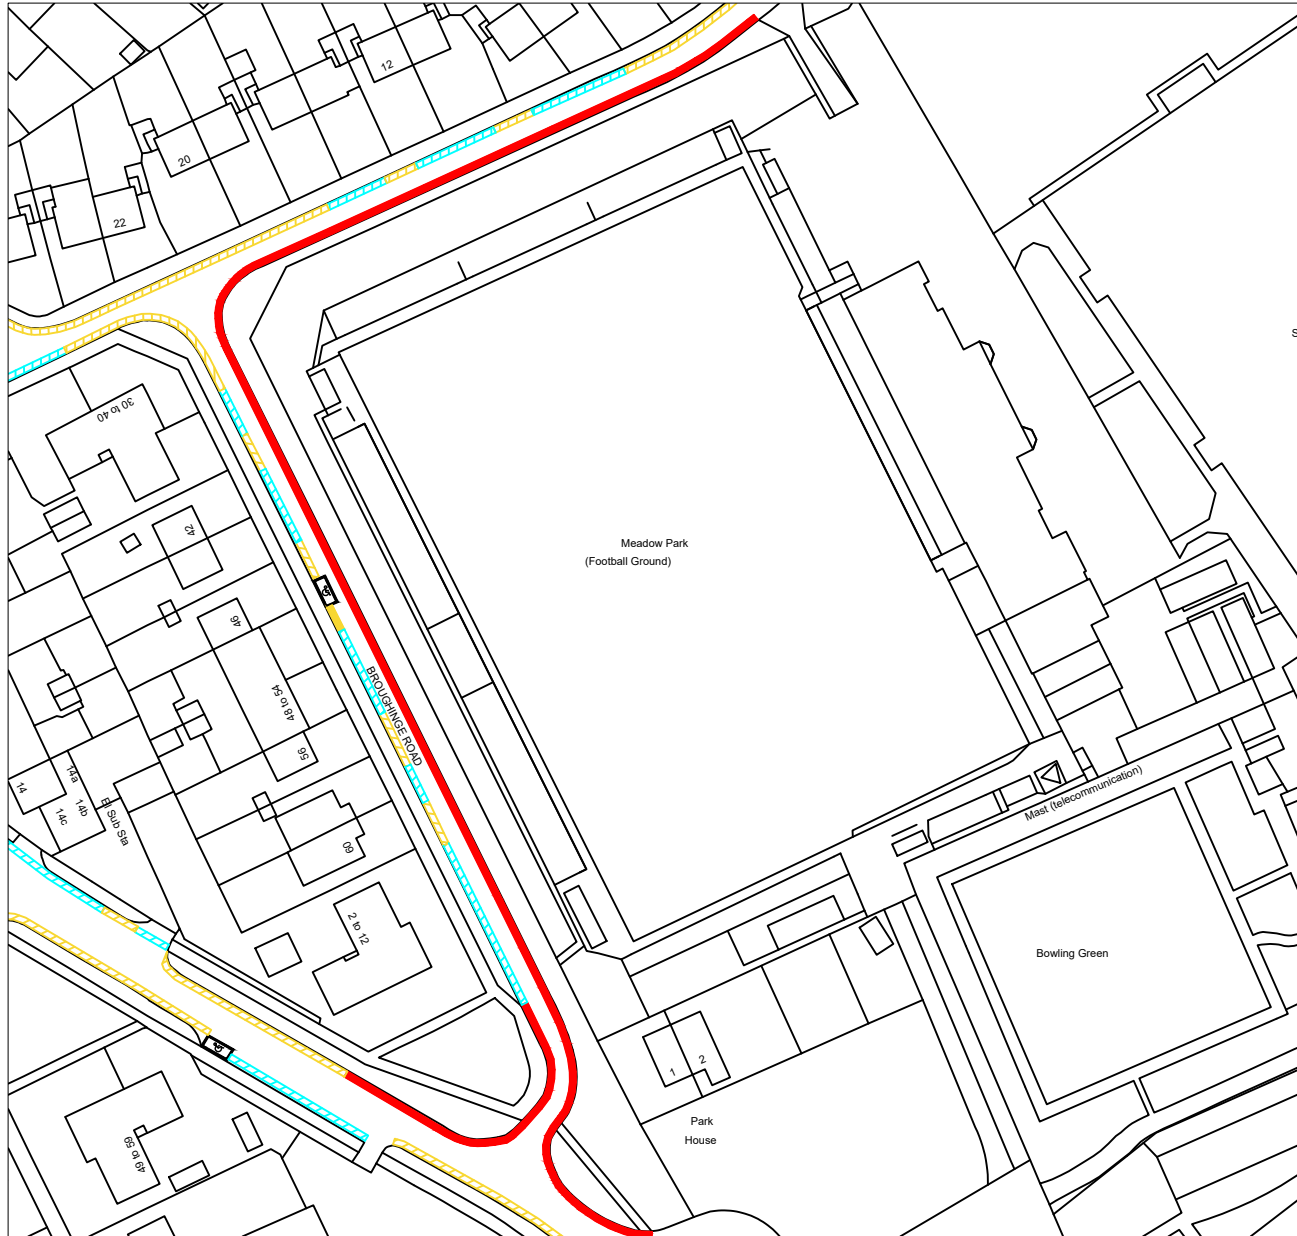 12
20
22
S
30 to 40
42
Meadow Park
(Football Ground)
46
48 to 54
BROUGHINGE ROAD
56
14
14a
14b
14c
El Sub Sta
Mast (telecommunication)
60
2 to 12
Bowling Green
1
2
Park
House
49 to 59